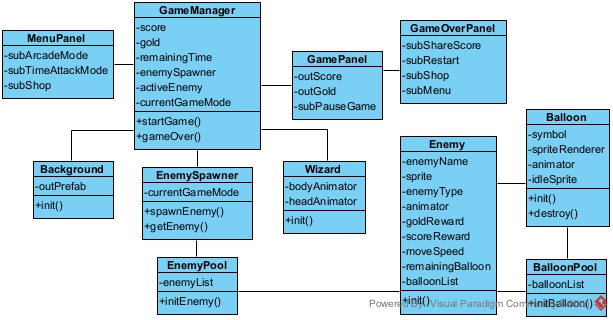 GameManager
-score
-gold
-remainingTime
-enemySpawner
-activeEnemy
-currentGameMode
+startGame()
+gameOver()
MenuPanel
-subArcadeMode
-subTimeAttackMode
-subShop
GamePanel
-outScore
-outGold
-subPauseGame
GameOverPanel
-subShareScore
-subRestart
-subShop
-subMenu
Background
-outPrefab
+init()
EnemySpawner
-currentGameMode
+spawnEnemy()
+getEnemy()
Wizard
-bodyAnimator
-headAnimator
+init()
Enemy
-enemyName
-sprite
-enemyType
-animator
-goldReward
-scoreReward
-moveSpeed
-remainingBalloon
-balloonList
+init()
Balloon
-symbol
-spriteRenderer
-animator
-idleSprite
+init()
+destroy()
EnemyPool
-enemyList
+initEnemy()
BalloonPool
-balloonList
+initBalloon()
Powered By Visual Paradigm Community